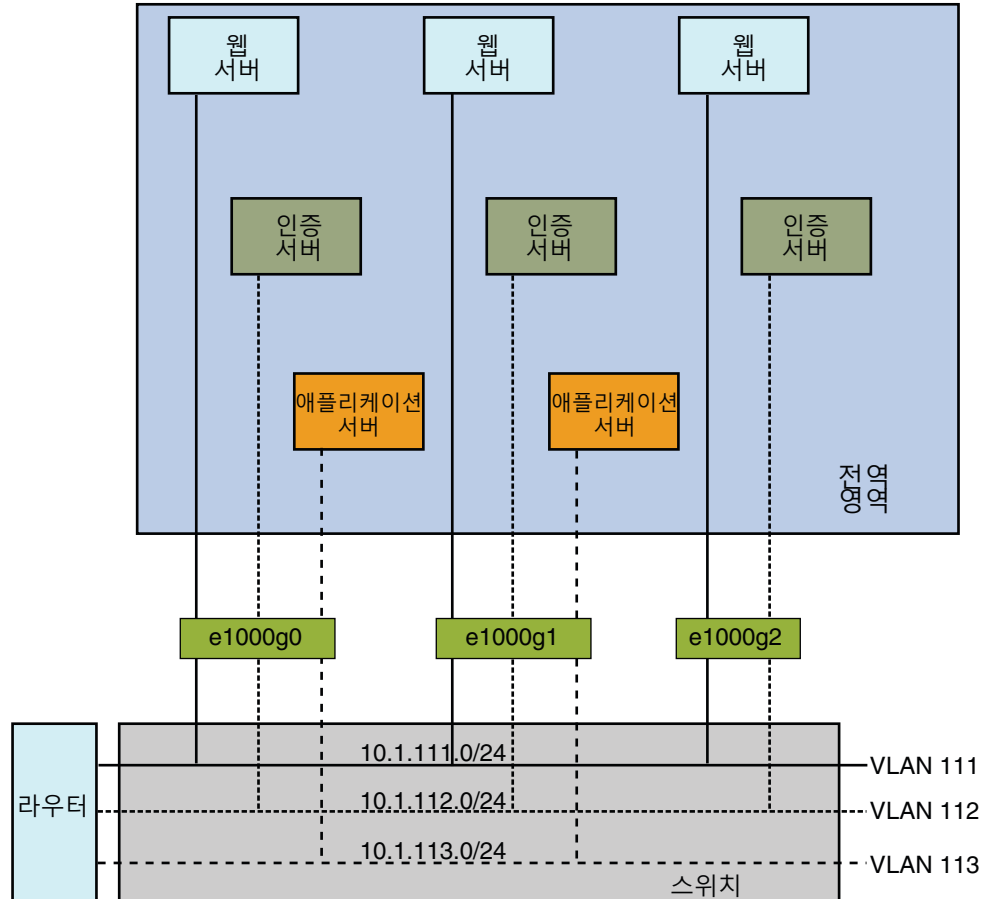 웹
서버
웹
서버
웹
서버
인증
서버
인증
서버
인증
서버
애플리케이션
서버
애플리케이션
서버
전역
영역
e1000g0
e1000g1
e1000g2
라우터
10.1.111.0/24
VLAN 111
10.1.112.0/24
VLAN 112
10.1.113.0/24
VLAN 113
스위치